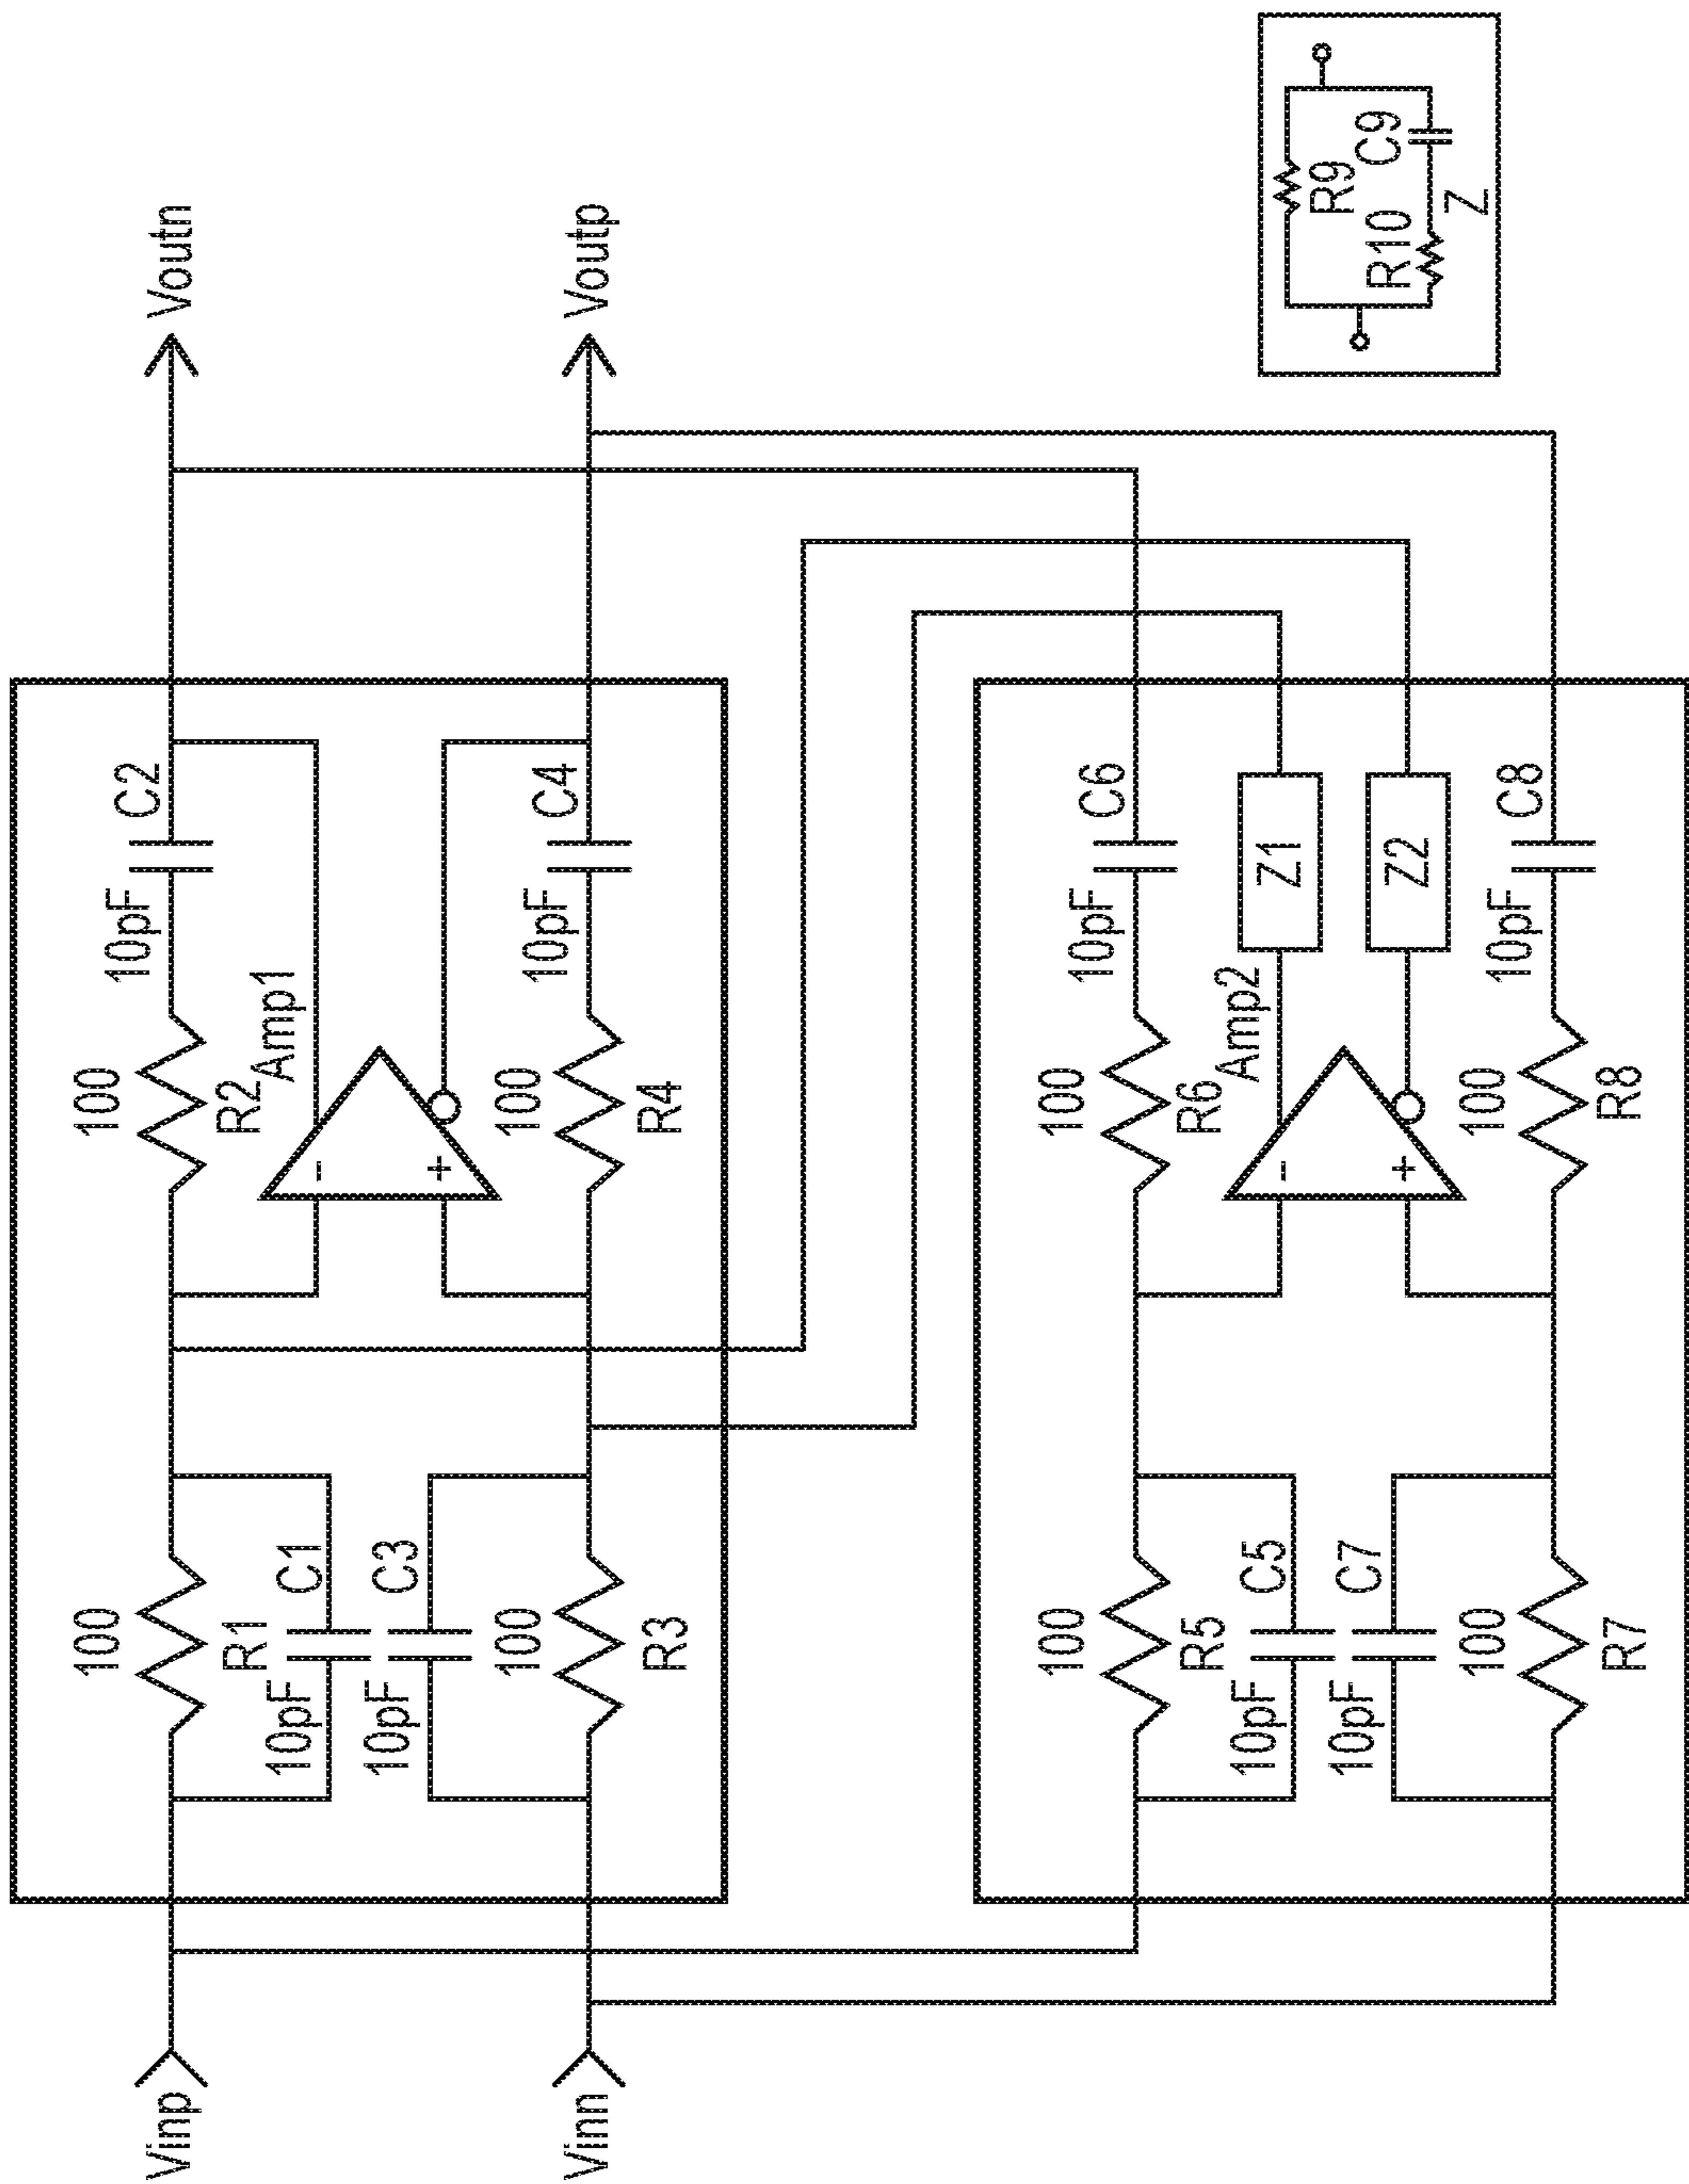 Vinp
Vinn
100
R1
10pF
C1
10pF
C3
100
R3
100
R2
10pF
C2
Amp1
-
+
100
R4
10pF
C4
Voutn
Voutp
100
R5
10pF
C5
10pF
C7
100
R7
100
R6
10pF
C6
Amp2
-
+
Z1
Z2
100
R8
10pF
C8
R9
R10
C9
Z